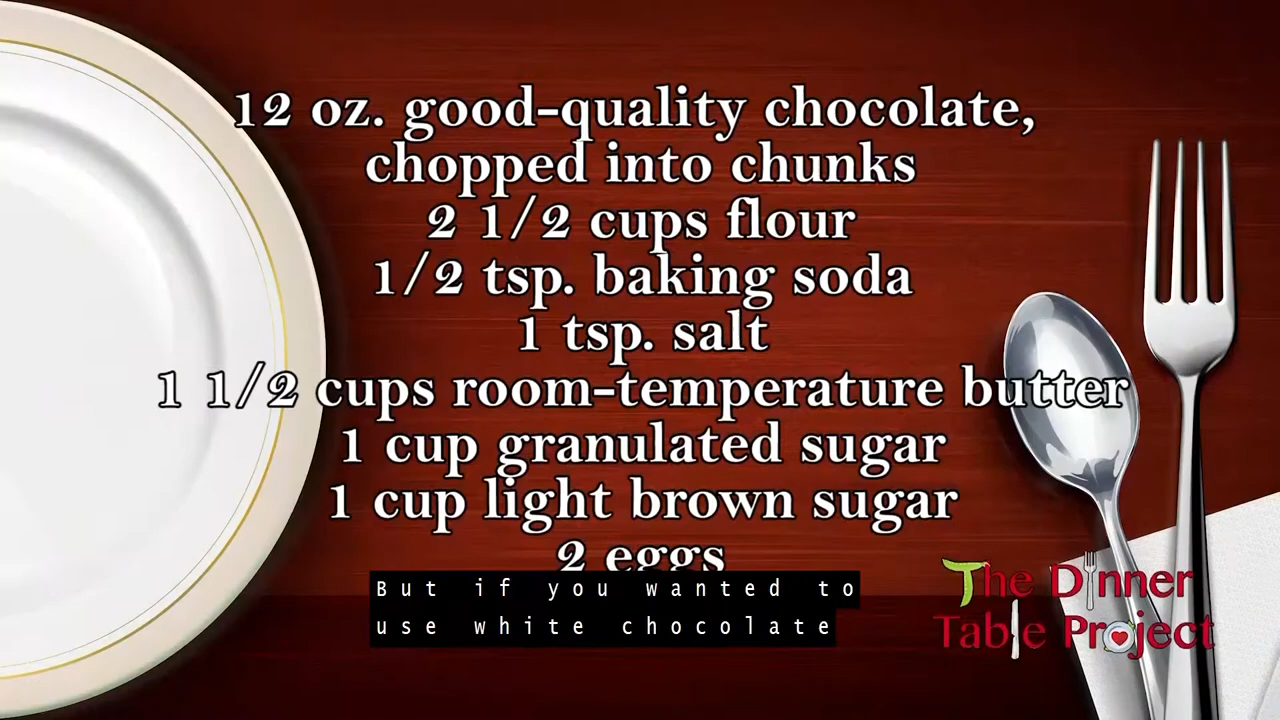 12 oz. good-quality chocolate,
chopped into chunks
2 1/2 cups flour
1/2 tsp. baking soda
1 tsp. salt
1 1/2 cups room-temperature butter
1 cup granulated sugar
1 cup light brown sugar
2 eggs
But if you wanted to
use white chocolate
The Dinner
Table Project